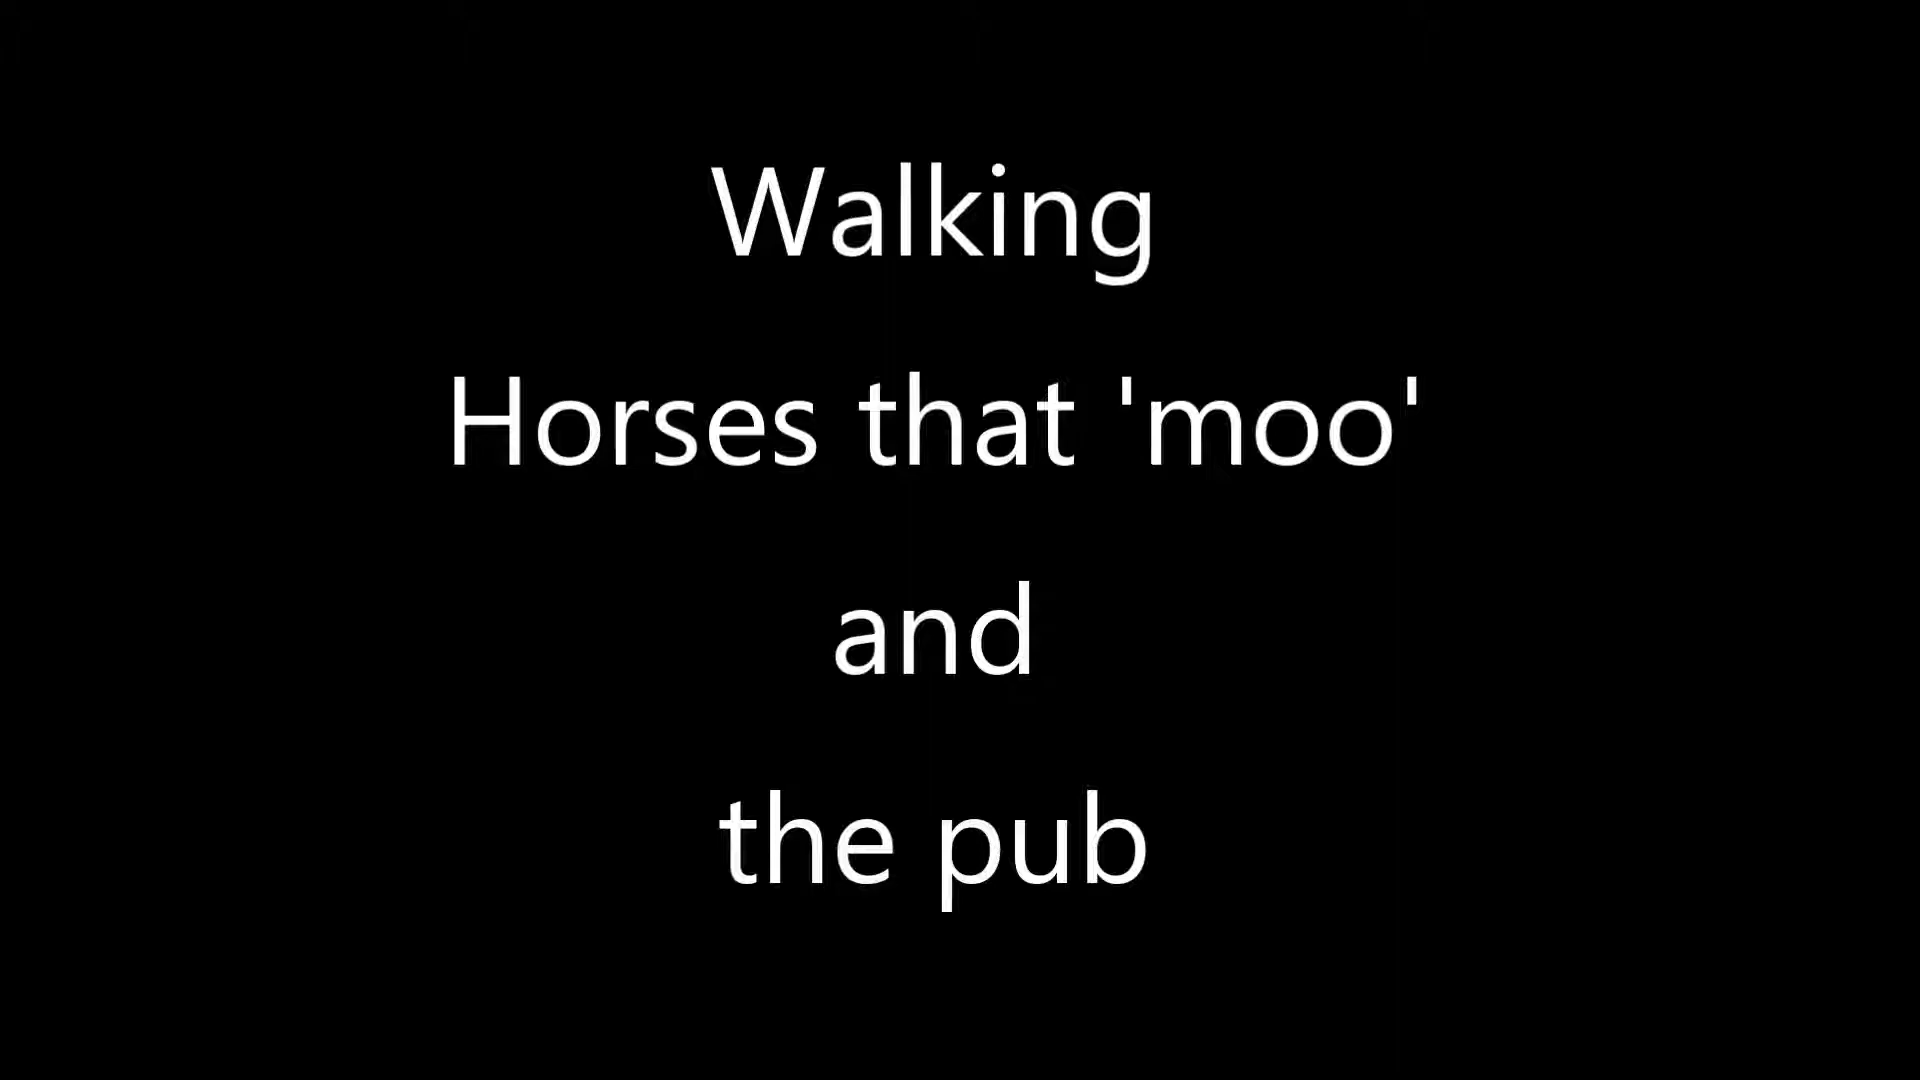 Walking
Horses that 'moo'
and
the pub